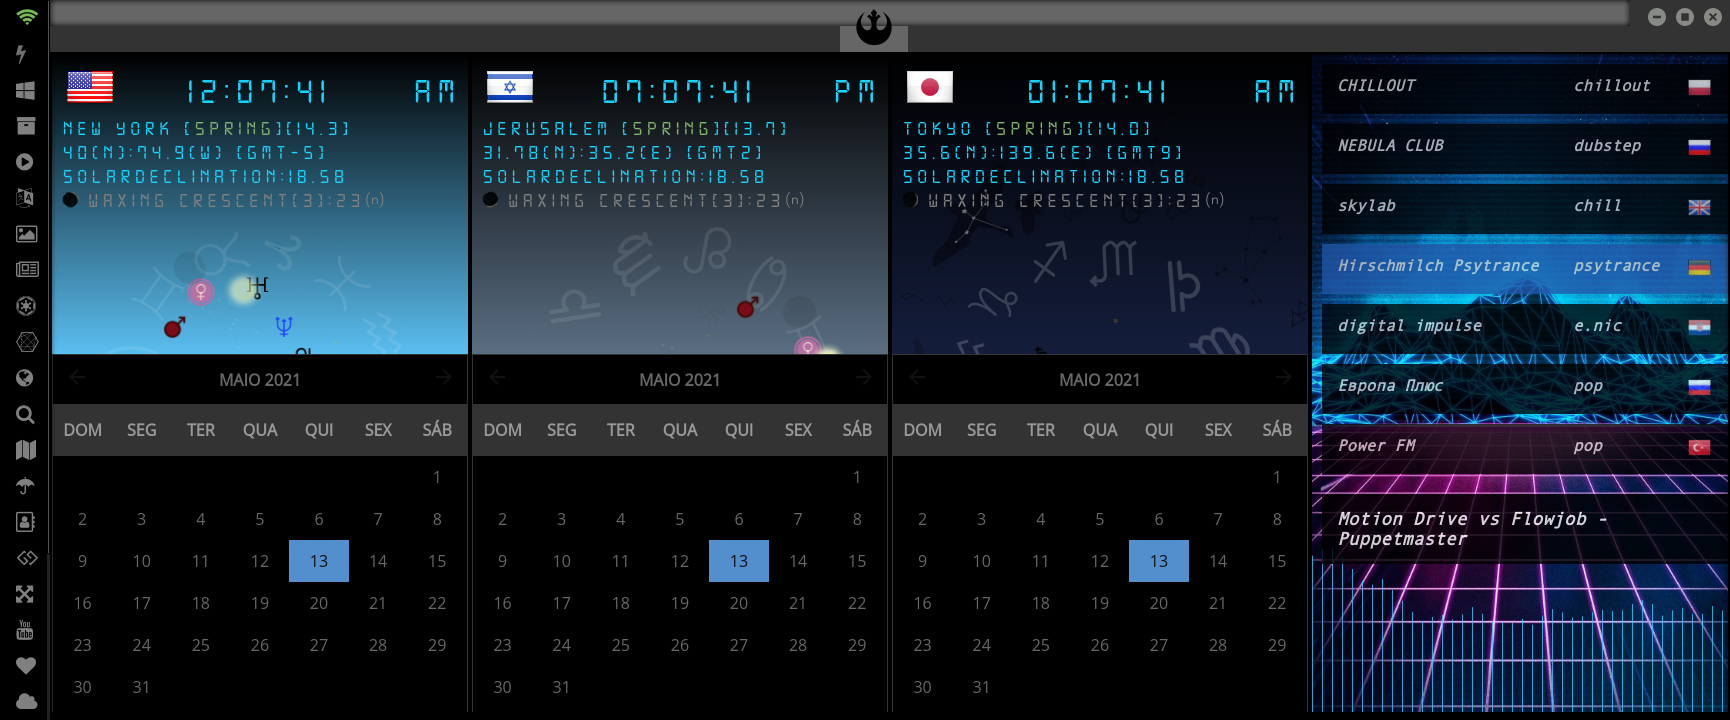 12:07:41 AM
NEW YORK [SPRING][14.3]
40(N):74.9(W) [GMT-5]
SOLARDECLINATION:18.58
WAXING CRESCENT[3]:23(n)
MAIO 2021
DOM SEG TER QUA QUI SEX SÁB
1
2 3 4 5 6 7 8
9 10 11 12 13 14 15
16 17 18 19 20 21 22
23 24 25 26 27 28 29
30 31
07:07:41 PM
JERUSALEM [SPRING][13.7]
31.78(N):35.2(E) [GMT2]
SOLARDECLINATION:18.58
WAXING CRESCENT[3]:23(n)
MAIO 2021
DOM SEG TER QUA QUI SEX SÁB
1
2 3 4 5 6 7 8
9 10 11 12 13 14 15
16 17 18 19 20 21 22
23 24 25 26 27 28 29
30 31
01:07:41 AM
TOKYO [SPRING][14.0]
35.6(N):139.6(E) [GMT9]
SOLARDECLINATION:18.58
WAXING CRESCENT[3]:23(n)
MAIO 2021
DOM SEG TER QUA QUI SEX SÁB
1
2 3 4 5 6 7 8
9 10 11 12 13 14 15
16 17 18 19 20 21 22
23 24 25 26 27 28 29
30 31
CHILLOUT chillout
NEBULA CLUB dubstep
skylab chill
Hirschmilch Psytrance psytrance
digital impulse e.nic
Европа Плюс pop
Power FM pop
Motion Drive vs Flowjob -
Puppetmaster
You
Tube